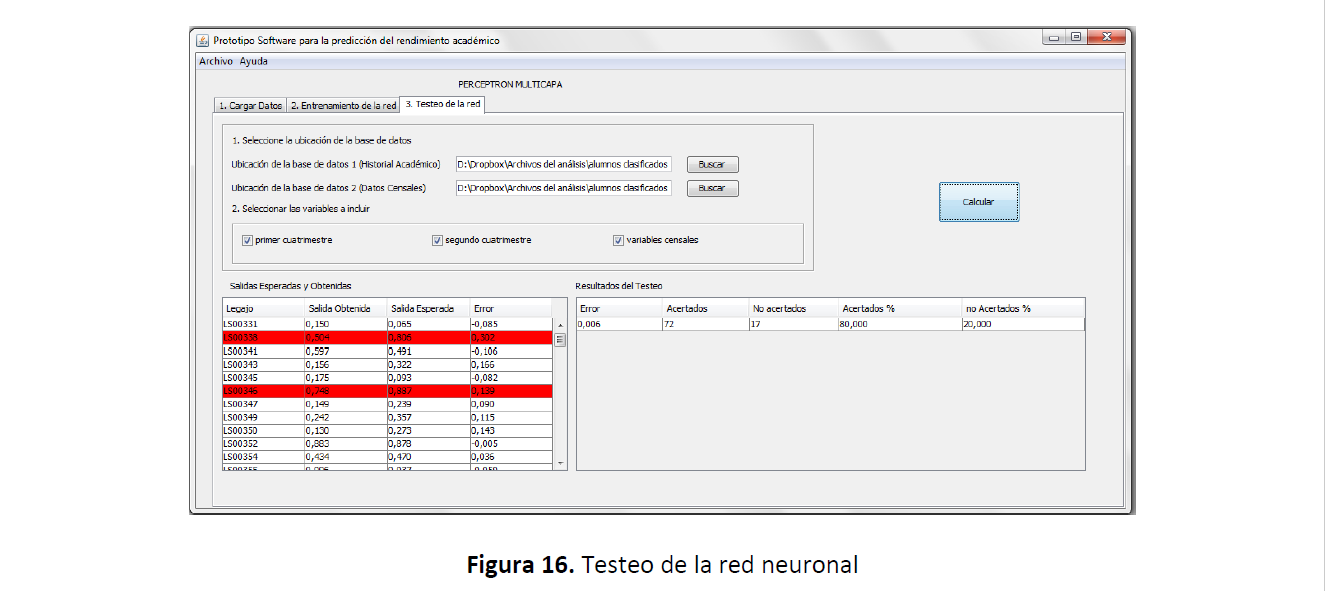 Prototipo Software para la predicción del rendimiento académico
Archivo Ayuda
PERCEPTRON MULTICAPA
1. Cargar Datos 2. Entrenamiento de la red 3. Testeo de la red
1. Seleccione la ubicación de la base de datos
Ubicación de la base de datos 1 (Historial Académico) D:\Dropbox\Archivos del análisis\alumnos clasificados Buscar
Ubicación de la base de datos 2 (Datos Censales) D:\Dropbox\Archivos del análisis\alumnos clasificados Buscar
Calcular
2. Seleccionar las variables a incluir
primer cuatrimestre segundo cuatrimestre variables censales
Salidas Esperadas y Obtenidas Resultados del Testeo
Legajo Salida Obtenida Salida Esperada Error
LS00331 0,150 0,065 -0,085
LS00338 0,504 0,806 0,302
LS00341 0,597 0,491 -0,106
LS00343 0,156 0,322 0,166
LS00345 0,175 0,093 -0,082
LS00346 0,748 0,887 0,139
LS00347 0,149 0,239 0,090
LS00349 0,242 0,357 0,115
LS00350 0,130 0,273 0,143
LS00352 0,883 0,878 -0,005
LS00354 0,434 0,470 0,036
Error Acertados No acertados Acertados % no Acertados %
0,006 72 17 80,000 20,000
Figura 16. Testeo de la red neuronal